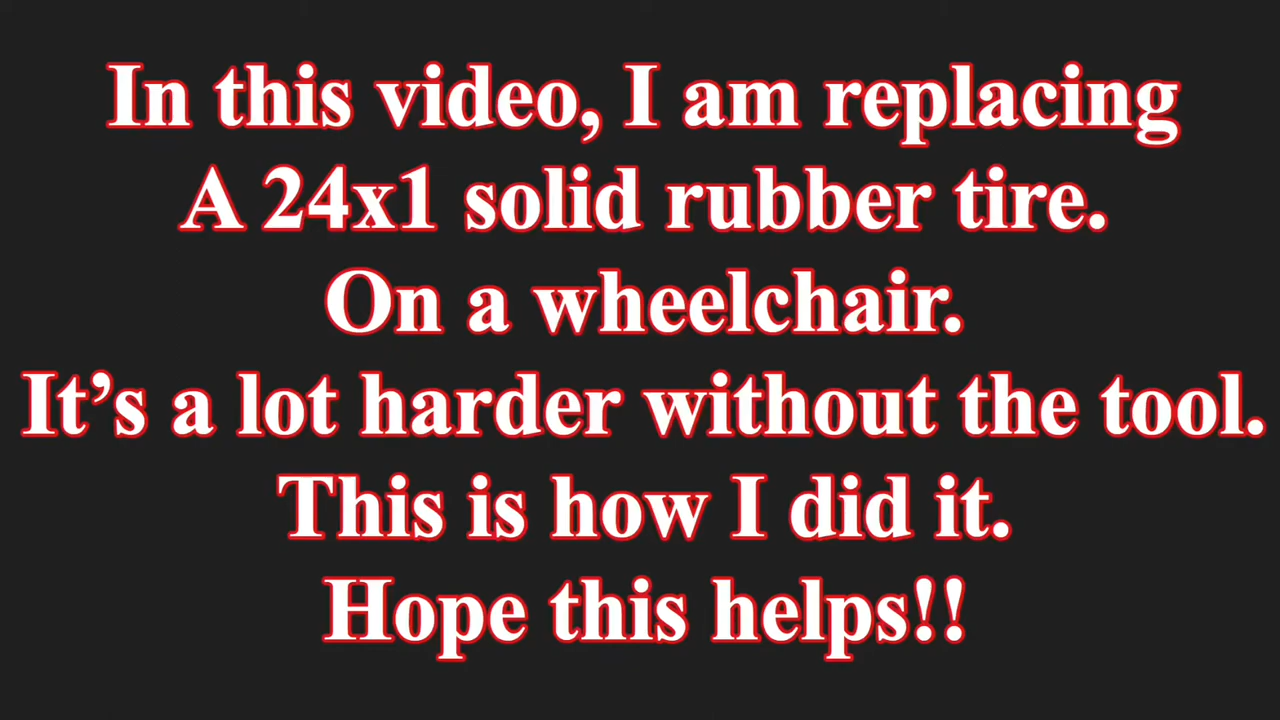 In this video, I am replacing
A 24x1 solid rubber tire.
On a wheelchair.
It’s a lot harder without the tool.
This is how I did it.
Hope this helps!!